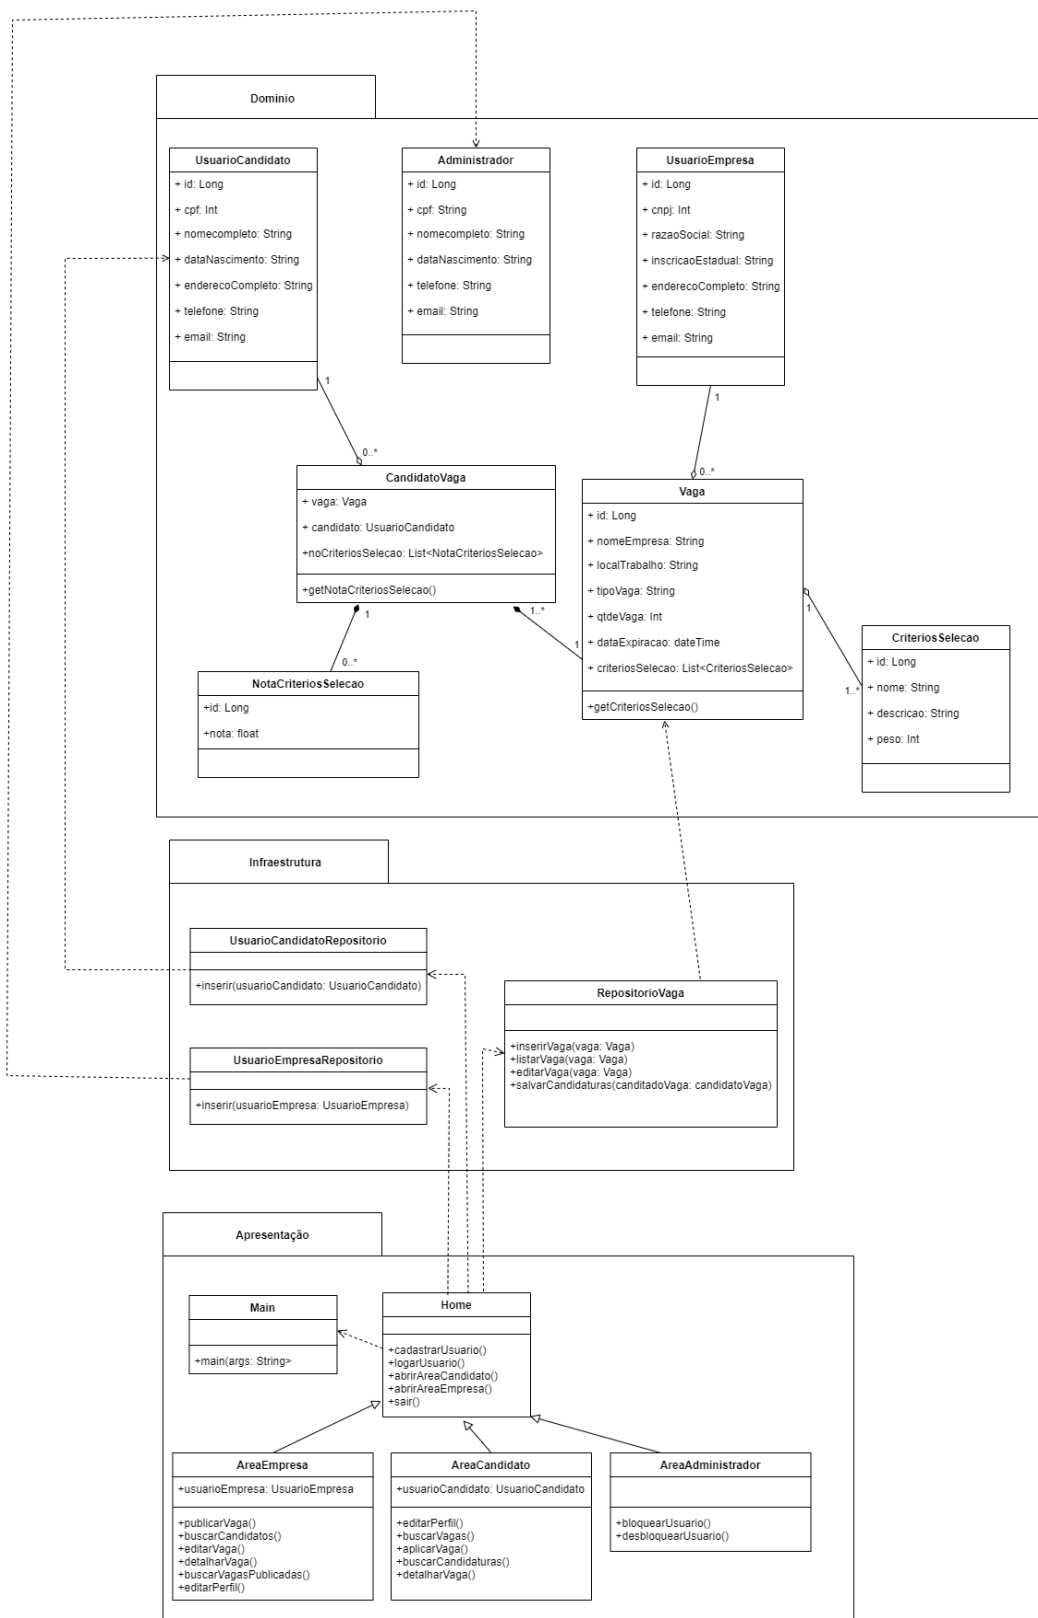 Dominio
UsuarioCandidato
+ id: Long
+ cpf: Int
+ nomecompleto: String
+ dataNascimento: String
+ enderecoCompleto: String
+ telefone: String
+ email: String
Administrador
+ id: Long
+ cpf: String
+ nomecompleto: String
+ dataNascimento: String
+ telefone: String
+ email: String
UsuarioEmpresa
+ id: Long
+ cnpj: Int
+ razaoSocial: String
+ inscricaoEstadual: String
+ enderecoCompleto: String
+ telefone: String
+ email: String
1
0..*
1
0..*
CandidatoVaga
+ vaga: Vaga
+ candidato: UsuarioCandidato
+noCriteriosSelecao: List<NotaCriteriosSelecao>
+getNotaCriteriosSelecao()
Vaga
+ id: Long
+ nomeEmpresa: String
+ localTrabalho: String
+ tipoVaga: String
+ qtdeVaga: Int
+ dataExpiracao: dateTime
+ criteriosSelecao: List<CriteriosSelecao>
+getCriteriosSelecao()
1
0..*
1..*
1
1
1..*
NotaCriteriosSelecao
+id: Long
+nota: float
CriteriosSelecao
+ id: Long
+ nome: String
+ descricao: String
+ peso: Int
Infraestrutura
UsuarioCandidatoRepositorio
+inserir(usuarioCandidato: UsuarioCandidato)
UsuarioEmpresaRepositorio
+inserir(usuarioEmpresa: UsuarioEmpresa)
RepositorioVaga
+inserirVaga(vaga: Vaga)
+listarVaga(vaga: Vaga)
+editarVaga(vaga: Vaga)
+salvarCandidaturas(canditadoVaga: candidatoVaga)
Apresentação
Main
+main(args: String>
Home
+cadastrarUsuario()
+logarUsuario()
+abrirAreaCandidato()
+abrirAreaEmpresa()
+sair()
AreaEmpresa
+usuarioEmpresa: UsuarioEmpresa
+publicarVaga()
+buscarCandidatos()
+editarVaga()
+detalharVaga()
+buscarVagasPublicadas()
+editarPerfil()
AreaCandidato
+usuarioCandidato: UsuarioCandidato
+editarPerfil()
+buscarVagas()
+aplicarVaga()
+buscarCandidaturas()
+detalharVaga()
AreaAdministrador
+bloquearUsuario()
+desbloquearUsuario()